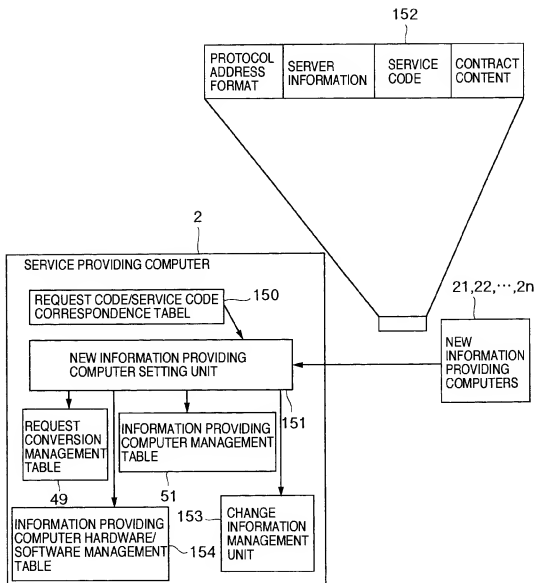 152
PROTOCOL
ADDRESS
FORMAT
SERVER
INFORMATION
SERVICE
CODE
CONTRACT
CONTENT
2
SERVICE PROVIDING COMPUTER
REQUEST CODE/SERVICE CODE
CORRESPONDENCE TABEL
150
21,22,···,2n
NEW
INFORMATION
PROVIDING
COMPUTERS
NEW INFORMATION PROVIDING
COMPUTER SETTING UNIT
151
REQUEST
CONVERSION
MANAGEMENT
TABLE
49
INFORMATION PROVIDING
COMPUTER MANAGEMENT
TABLE
51
INFORMATION PROVIDING
COMPUTER HARDWARE/
SOFTWARE MANAGEMENT
TABLE
154
153
CHANGE
INFORMATION
MANAGEMENT
UNIT